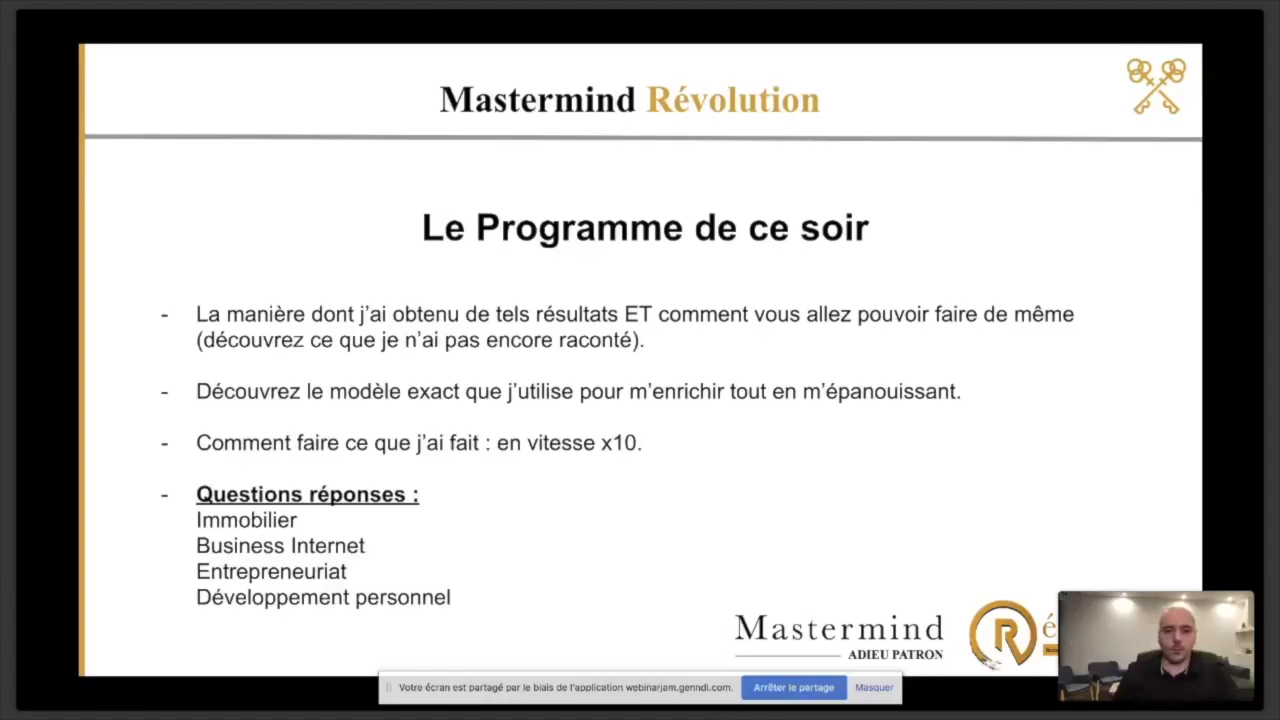 Mastermind Révolution
Le Programme de ce soir
- La manière dont j’ai obtenu de tels résultats ET comment vous allez pouvoir faire de même
(découvrez ce que je n’ai pas encore raconté).
- Découvrez le modèle exact que j’utilise pour m’enrichir tout en m’épanouissant.
- Comment faire ce que j’ai fait : en vitesse x10.
- Questions réponses :
Immobilier
Business Internet
Entrepreneuriat
Développement personnel
Mastermind
ADIEU PATRON
R
Votre écran est partagé par le biais de l'application webinarjam.genndi.com.
Arrêter le partage
Masquer